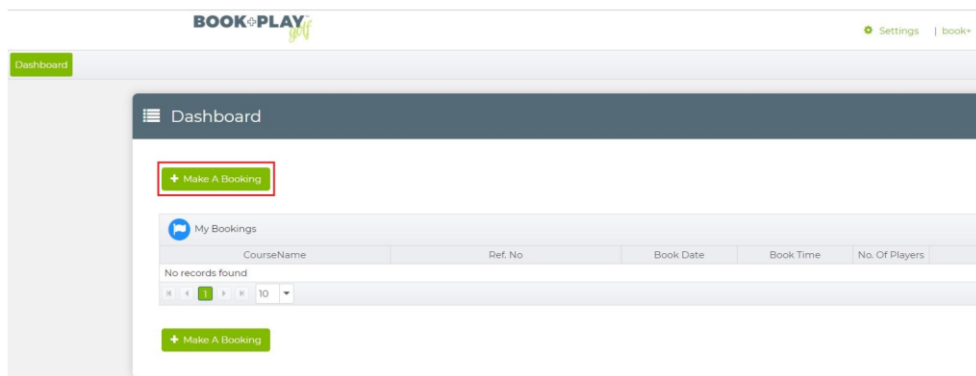 BOOK+PLAY
golf
Settings | book+
Dashboard
Dashboard
+ Make A Booking
My Bookings
CourseName Ref. No Book Date Book Time No. Of Players
No records found
1 10
+ Make A Booking